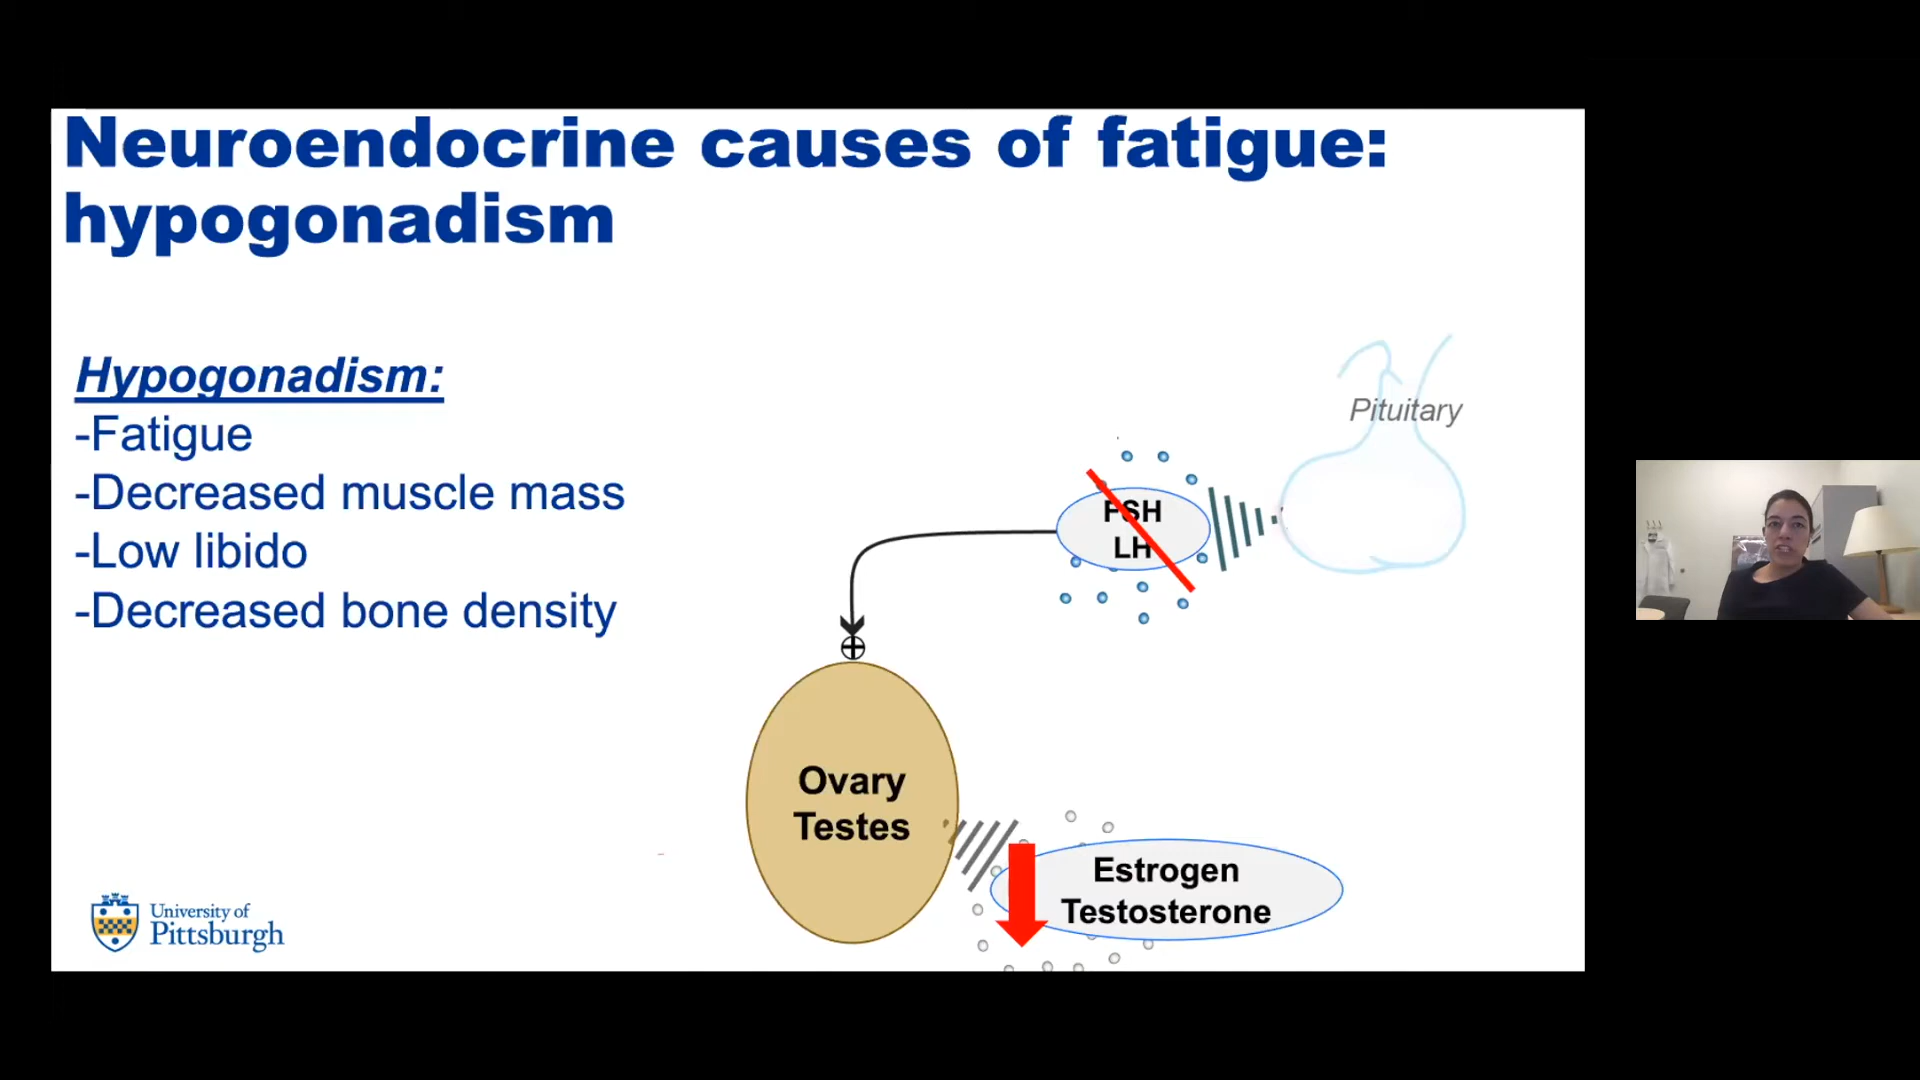 Neuroendocrine causes of fatigue:
hypogonadism
Hypogonadism:
-Fatigue
-Decreased muscle mass
-Low libido
-Decreased bone density
Pituitary
FSH
LH
Ovary
Testes
Estrogen
Testosterone
University of
Pittsburgh